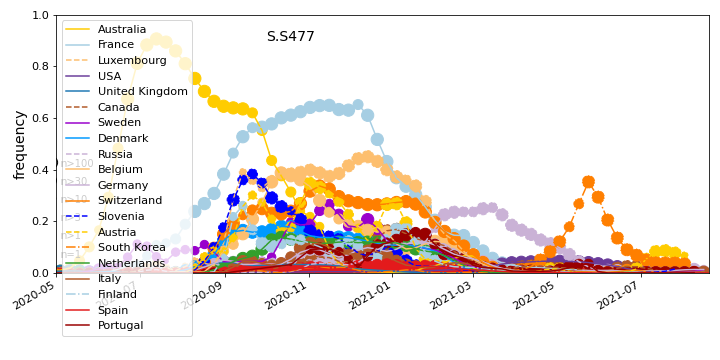 S.S477
frequency
1.0
0.8
0.6
0.4
0.2
0.0
Australia
France
Luxembourg
USA
United Kingdom
Canada
Sweden
Denmark
Russia
Belgium
Germany
Switzerland
Slovenia
Austria
South Korea
Netherlands
Italy
Finland
Spain
Portugal
n>100
n>30
n>10
2020-05
2020-09
2020-11
2021-01
2021-03
2021-05
2021-07